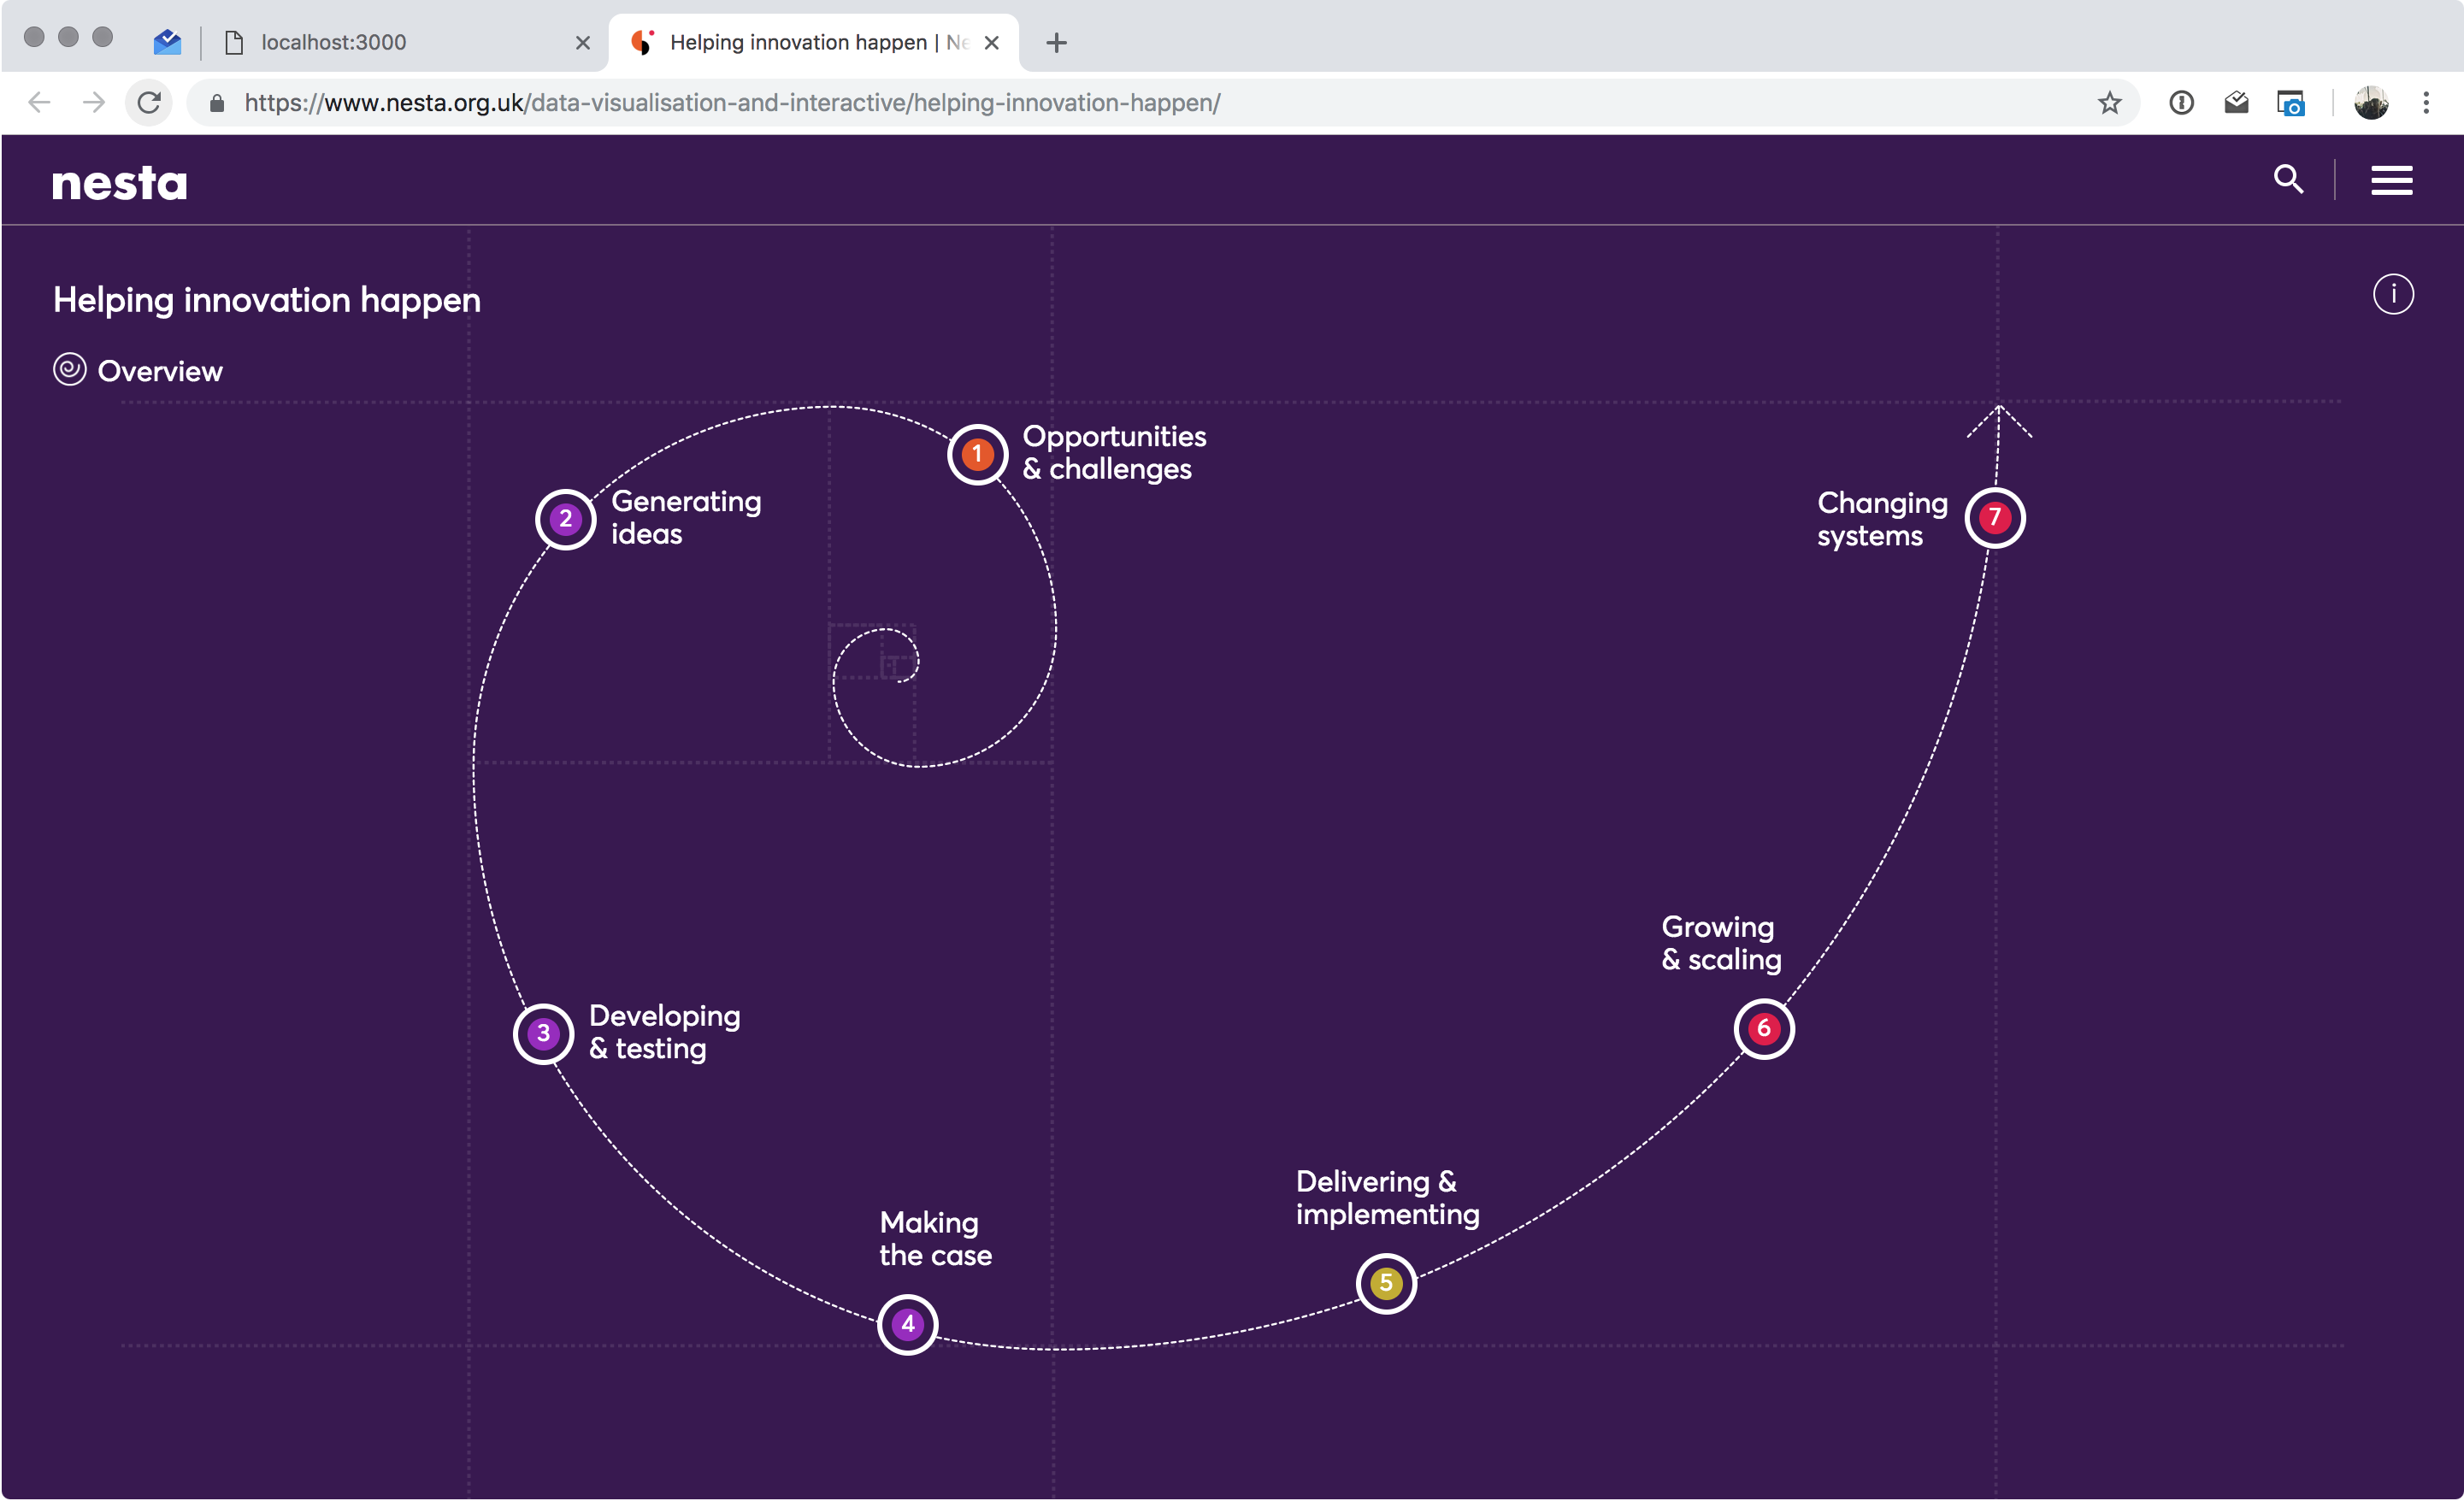 localhost:3000
Helping innovation happen | Ne
https://www.nesta.org.uk/data-visualisation-and-interactive/helping-innovation-happen/
nesta
Helping innovation happen
i
Overview
1
Opportunities
& challenges
2
Generating
ideas
3
Developing
& testing
4
Making
the case
5
Delivering &
implementing
6
Growing
& scaling
7
Changing
systems